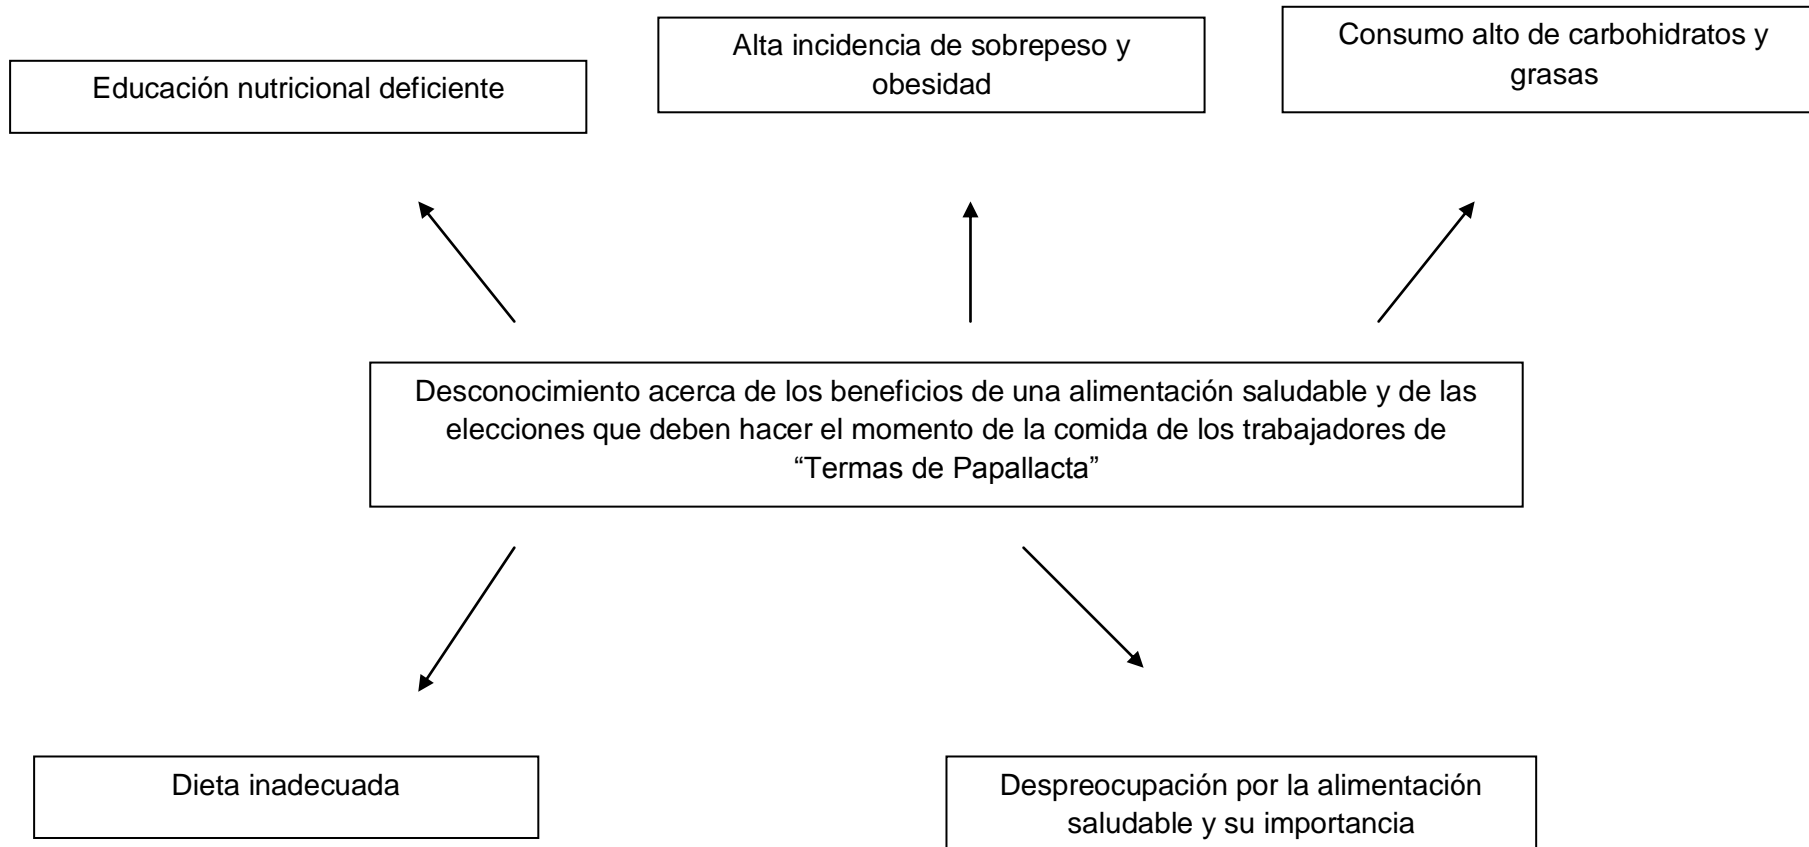 Educación nutricional deficiente
Alta incidencia de sobrepeso y
obesidad
Consumo alto de carbohidratos y
grasas
Desconocimiento acerca de los beneficios de una alimentación saludable y de las
elecciones que deben hacer el momento de la comida de los trabajadores de
“Termas de Papallacta”
Dieta inadecuada
Despreocupación por la alimentación
saludable y su importancia